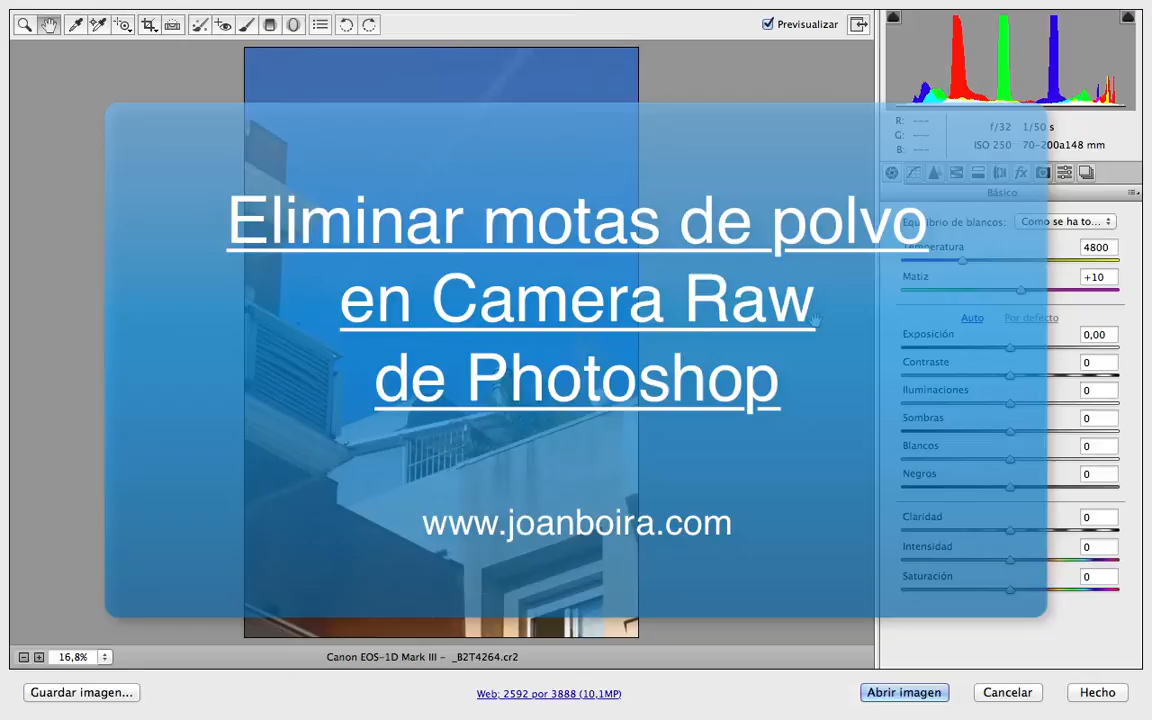 Previsualizar
R: ---
G: ---
B: ---
f/32 1/50 s
ISO 250 70-200a148 mm
Básico
Eliminar motas de polvo
en Camera Raw
de Photoshop
www.joanboira.com
Equilibrio de blancos: Como se ha to...
Temperatura 4800
Matiz +10
Auto Por defecto
Exposición 0,00
Contraste 0
Iluminaciones 0
Sombras 0
Blancos 0
Negros 0
Claridad 0
Intensidad 0
Saturación 0
16,8% Canon EOS-1D Mark III - _B2T4264.cr2
Guardar imagen... Web; 2592 por 3888 (10,1MP) Abrir imagen Cancelar Hecho